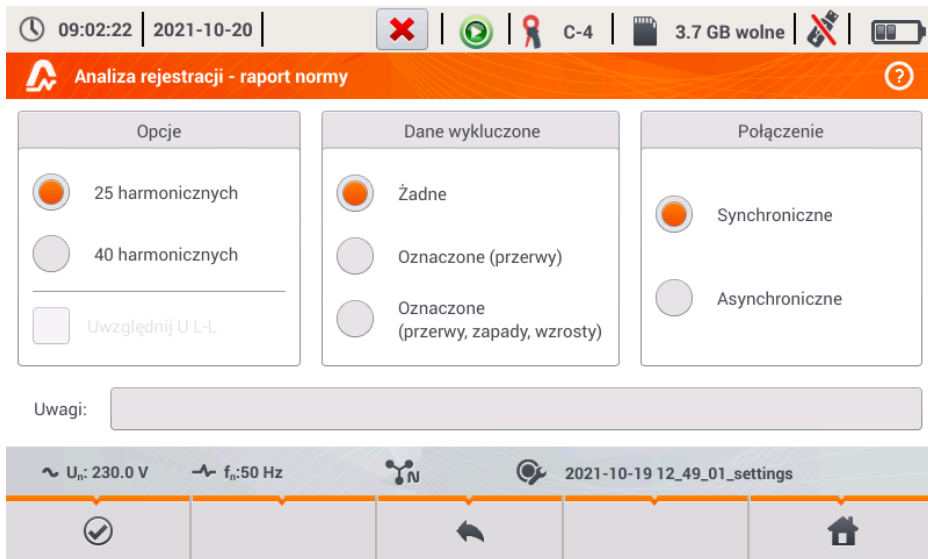 09:02:22 2021-10-20 C-4 3.7 GB wolne
Analiza rejestracji - raport normy ?
Opcje
25 harmonicznych
40 harmonicznych
Uwzględnij U L-L
Dane wykluczone
Żadne
Oznaczone (przerwy)
Oznaczone
(przerwy, zapady, wzrosty)
Połączenie
Synchroniczne
Asynchroniczne
Uwagi:
Un: 230.0 V fn:50 Hz N 2021-10-19 12_49_01_settings